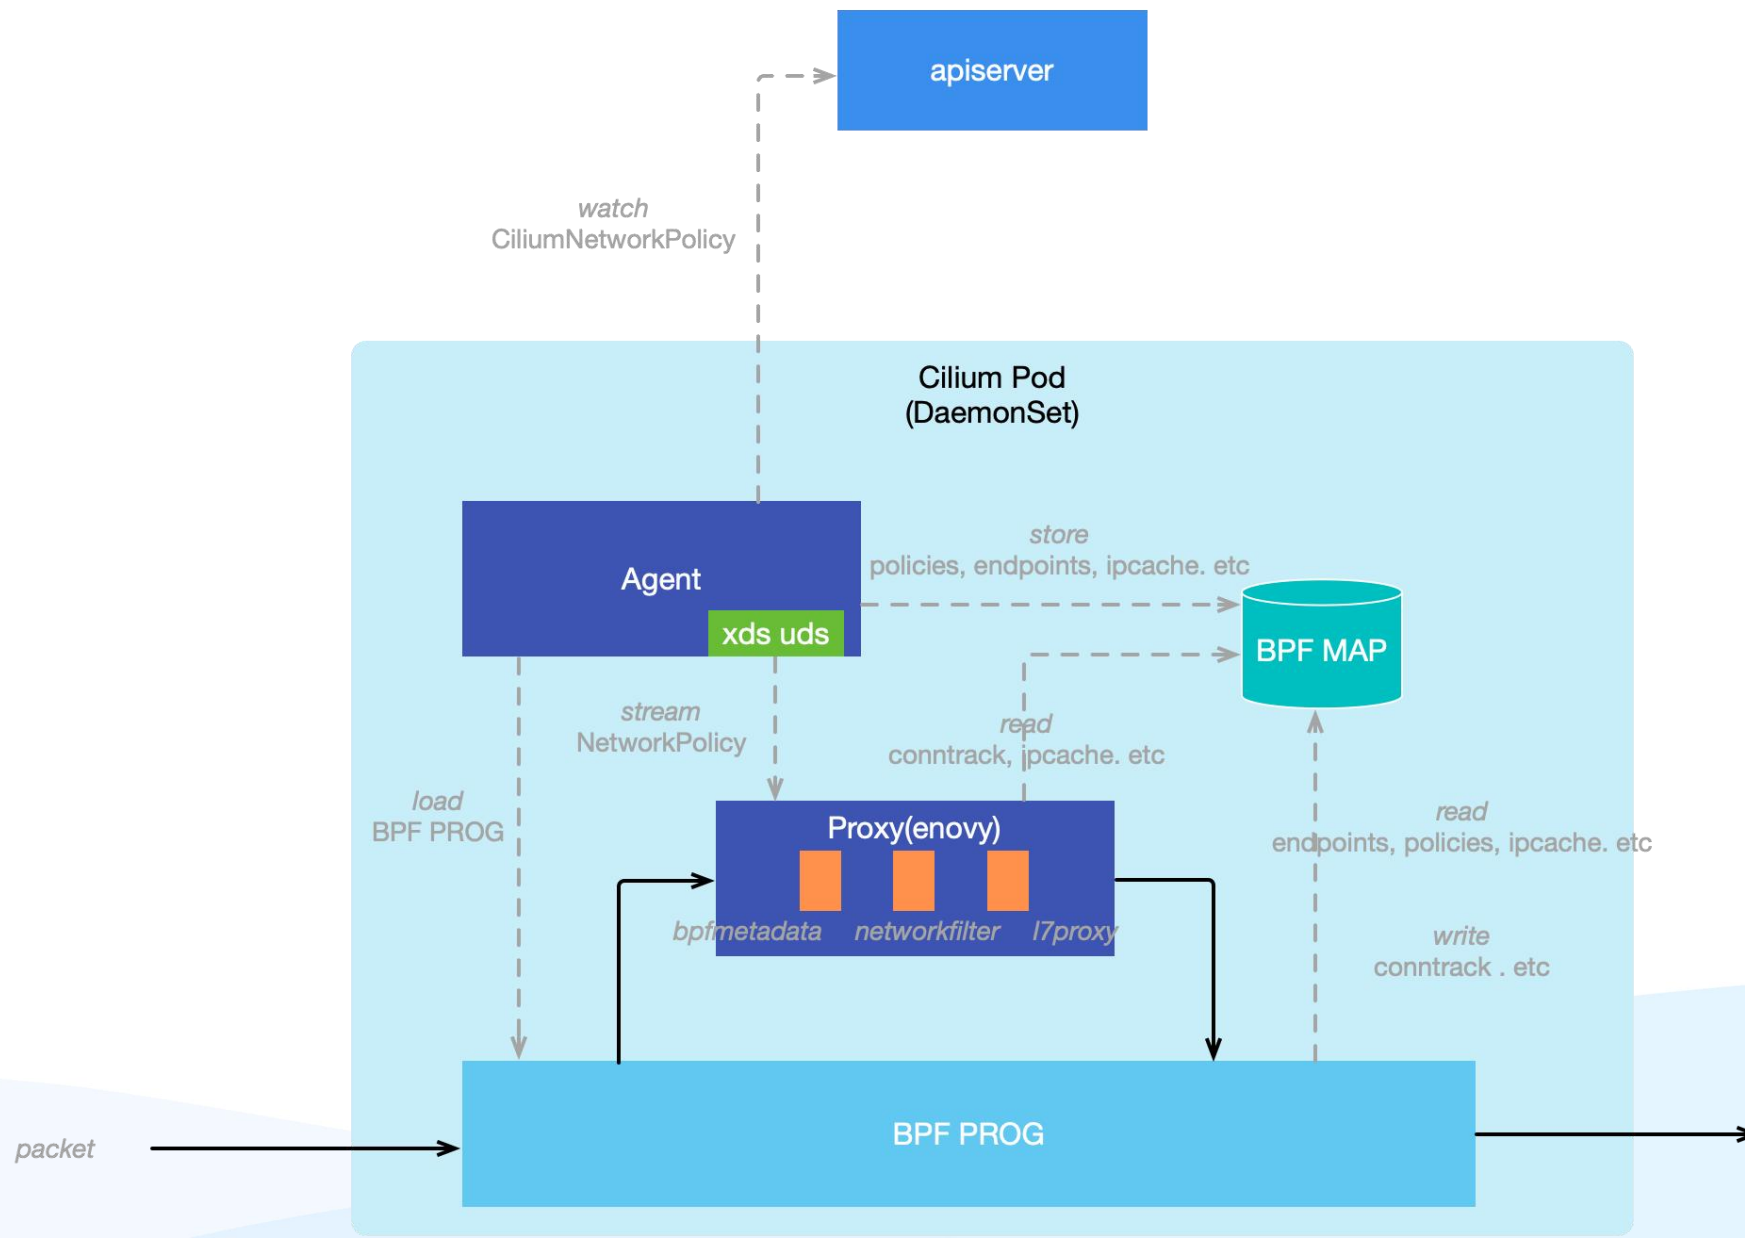 apiserver
watch
CiliumNetworkPolicy
Cilium Pod
(DaemonSet)
store
policies, endpoints, ipcache. etc
Agent
xds uds
BPF MAP
stream
NetworkPolicy
read
conntrack, ipcache. etc
load
BPF PROG
Proxy(enovy)
read
endpoints, policies, ipcache. etc
bpfmetadata networkfilter l7proxy
write
conntrack . etc
BPF PROG
packet